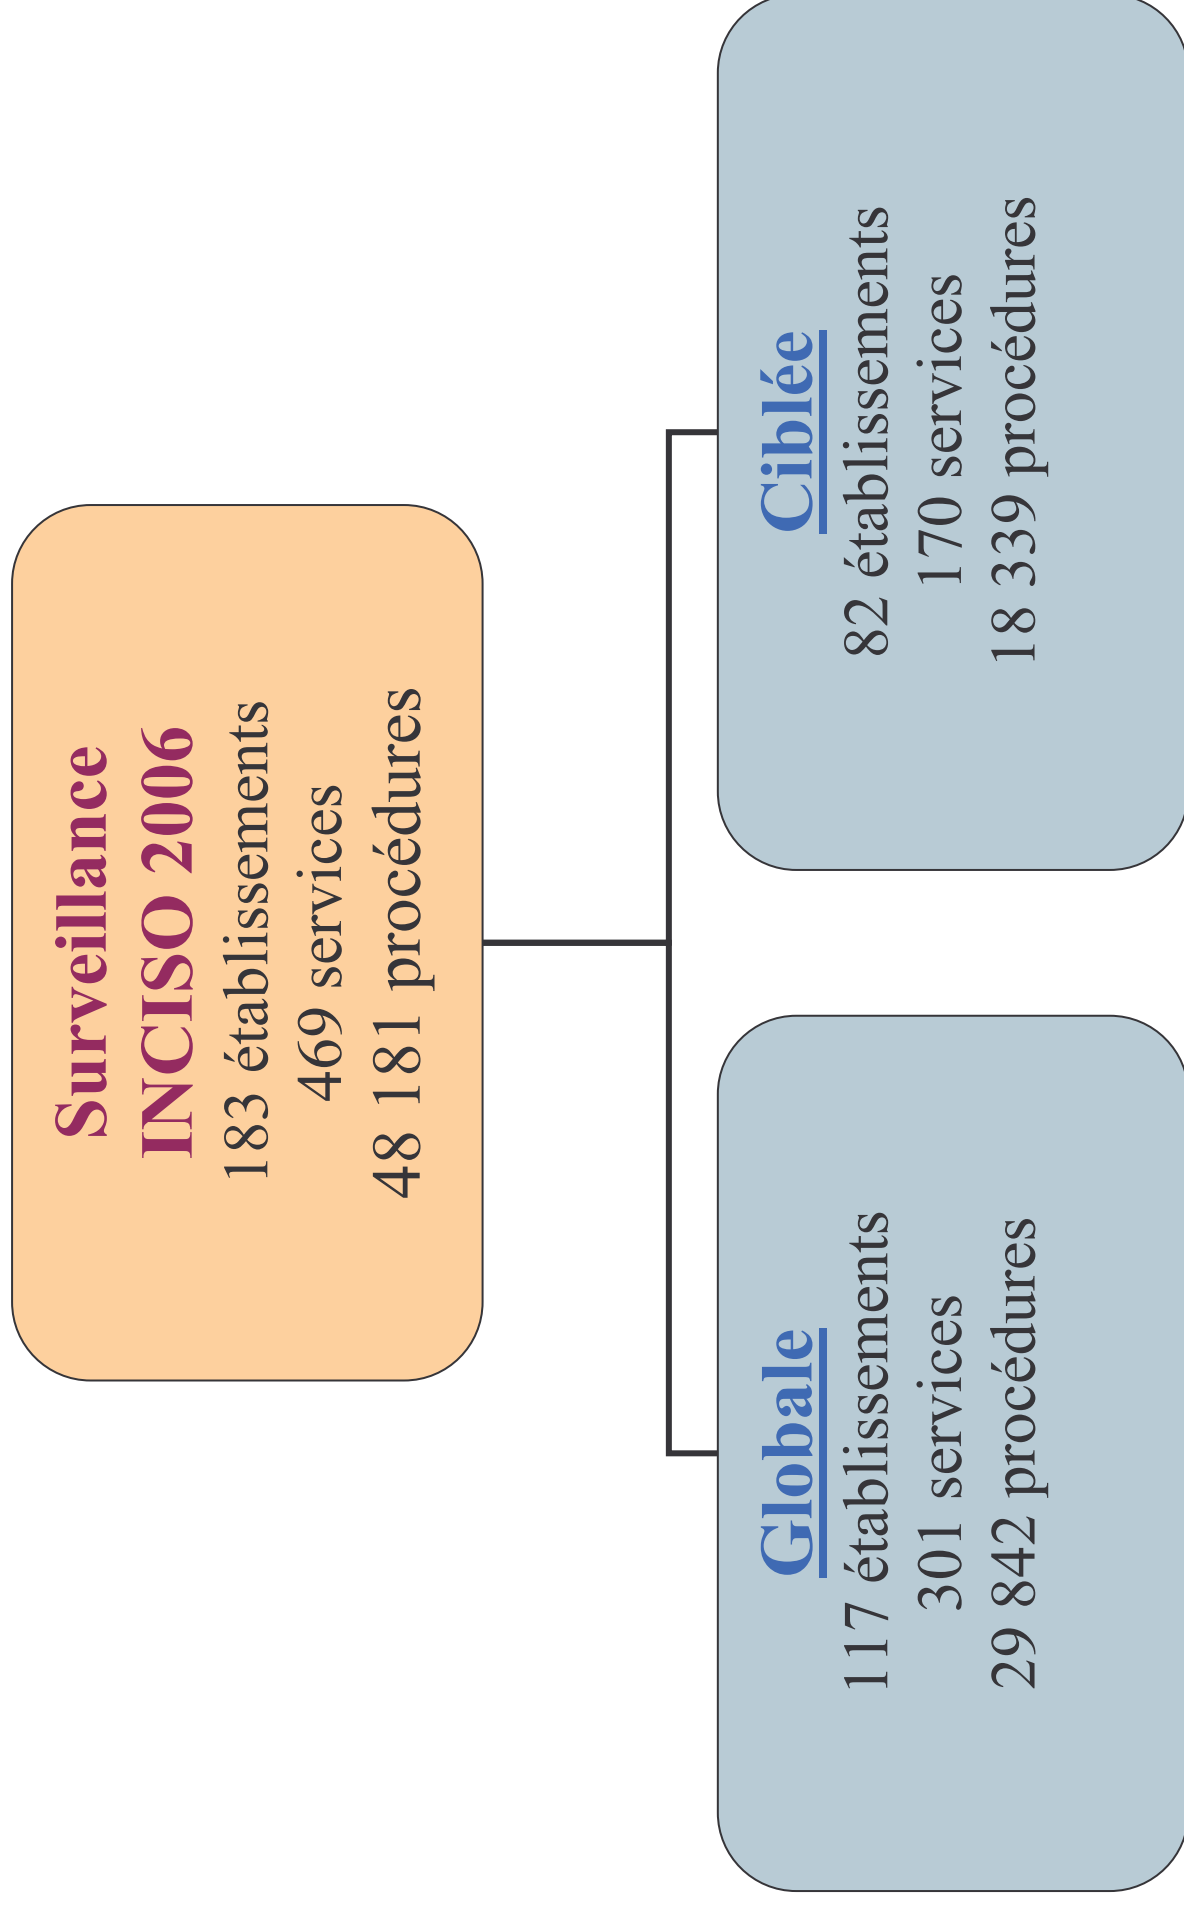 Surveillance
INCISO 2006
183 établissements
469 services
48 181 procédures
Globale
117 établissements
301 services
29 842 procédures
Ciblée
82 établissements
170 services
18 339 procédures